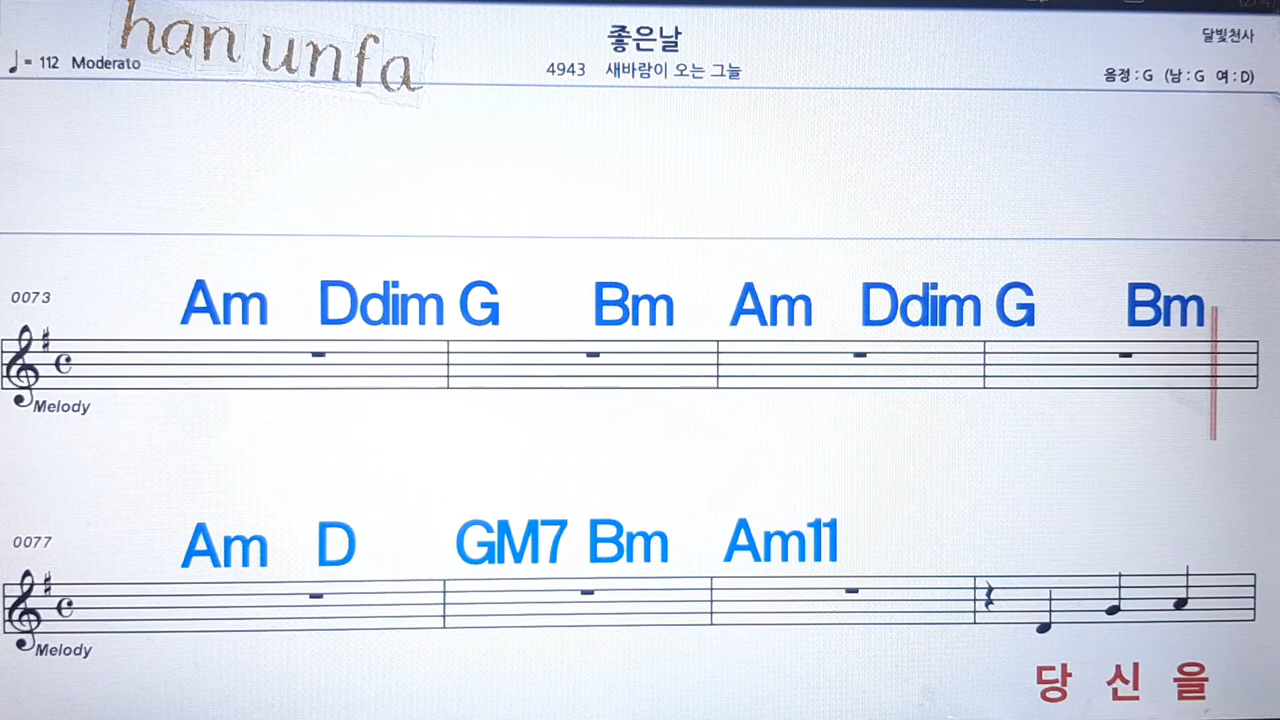 han unfa
좋은날
달빛천사
♩= 112 Moderato
4943 새바람이 오는 그늘
음정 : G (남 : G 여 : D)
0073
Am Ddim G Bm Am Ddim G Bm
Melody
0077
Am D GM7 Bm Am11
Melody
당 신 을